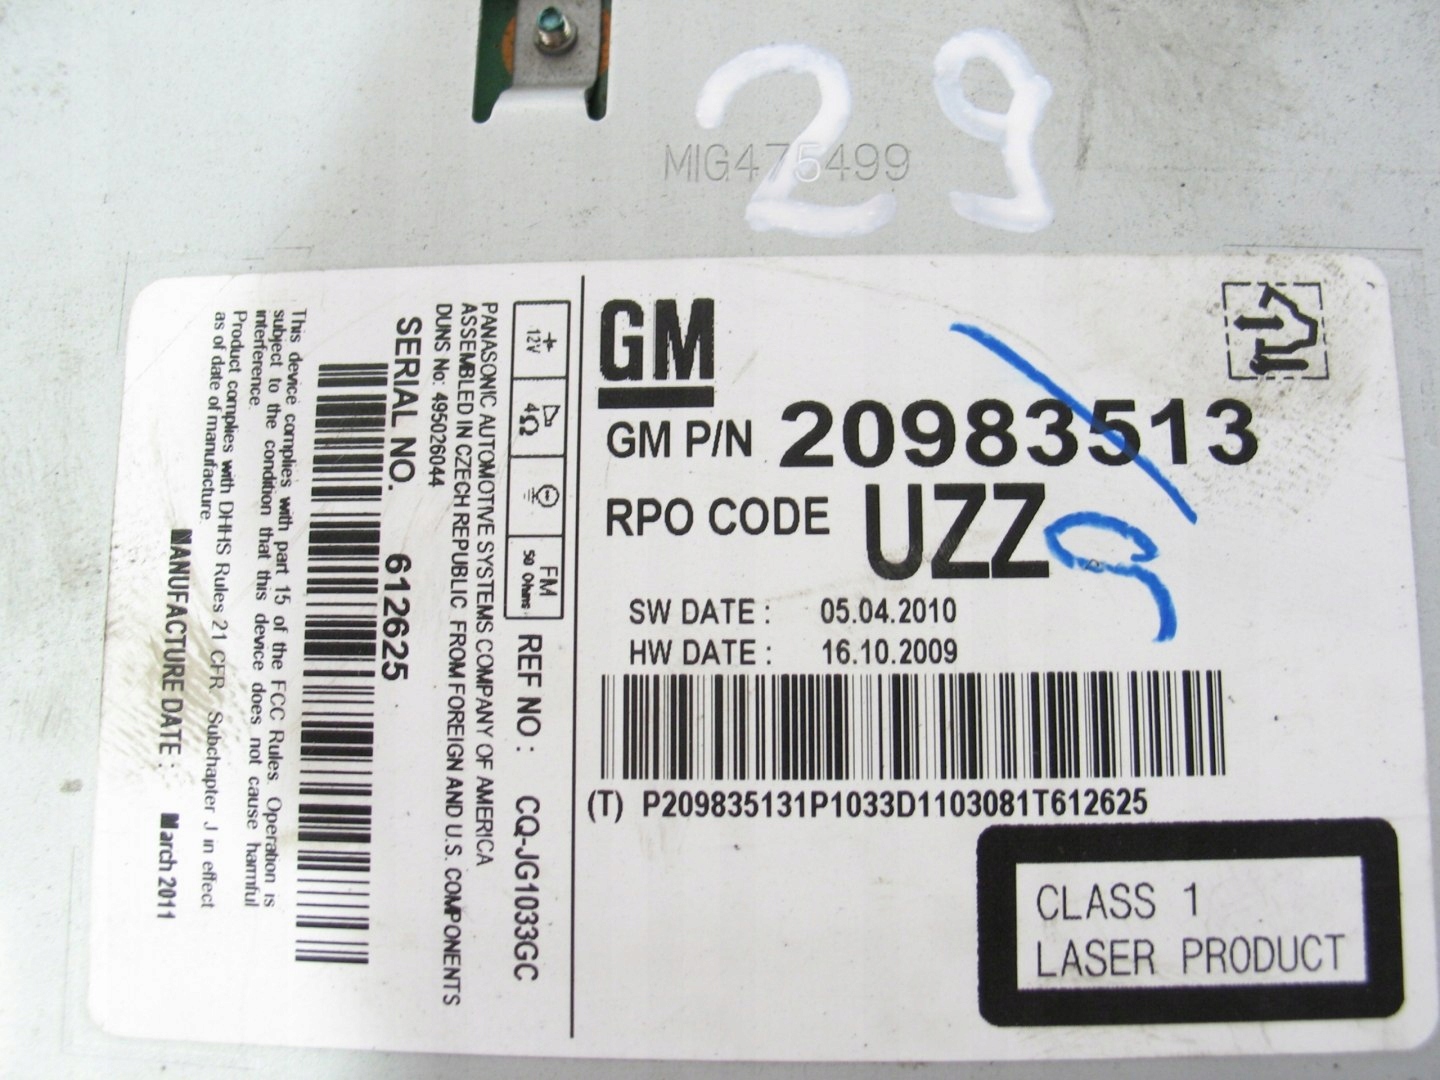 29
MIG475499
GM
GM P/N 20983513
RPO CODE UZZ
9
SW DATE : 05.04.2010
HW DATE : 16.10.2009
(T) P209835131P1033D1103081T612625
CLASS 1
LASER PRODUCT
+
12V
4Ω
FM
50 Ohms
REF NO : CQ-JG1033GC
PANASONIC AUTOMOTIVE SYSTEMS COMPANY OF AMERICA
ASSEMBLED IN CZECH REPUBLIC FROM FOREIGN AND U.S. COMPONENTS
DUNS No: 495026044
SERIAL NO. 612625
This device complies with part 15 of the FCC Rules. Operation is
subject to the condition that this device does not cause harmful
interference.
Product complies with DHHS Rules 21 CFR Subchapter J in effect
as of date of manufacture.
MANUFACTURE DATE : March 2011